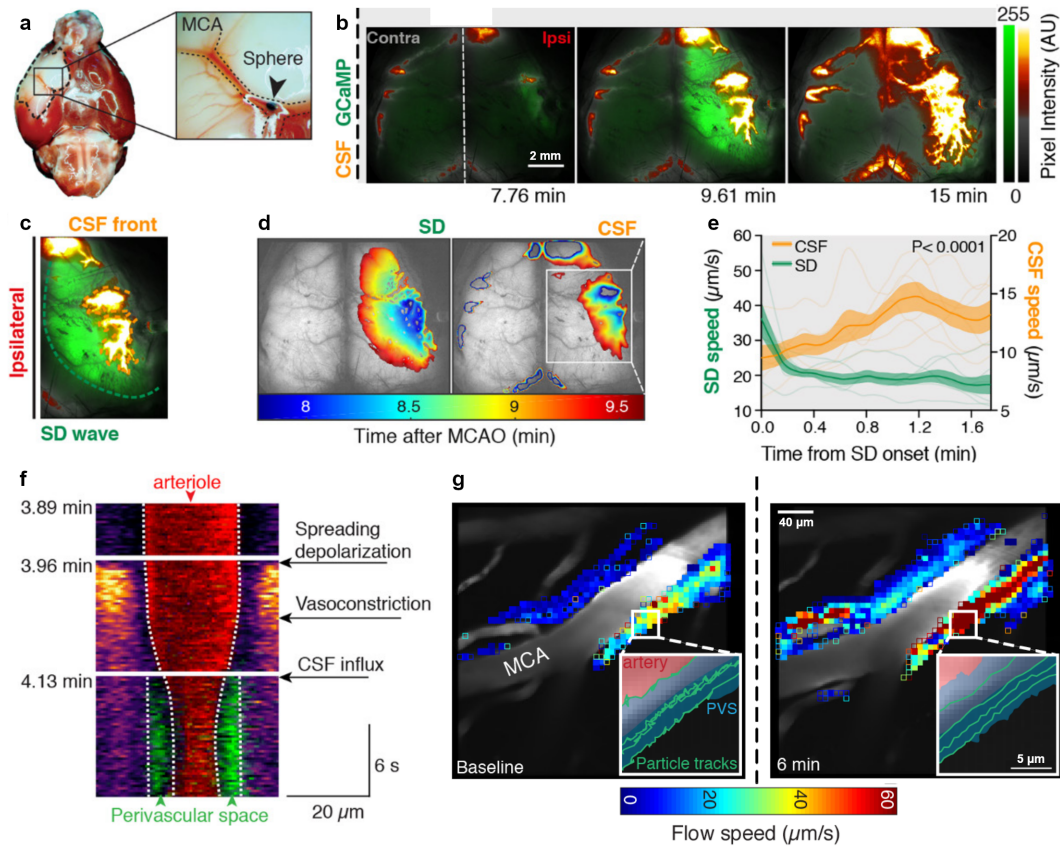 a
MCA
Sphere
b
CSF GCaMP
Contra
Ipsi
2 mm
7.76 min
9.61 min
15 min
255
0
Pixel Intensity (AU)
c
CSF front
Ipsilateral
SD wave
d
SD
CSF
8
8.5
9
9.5
Time after MCAO (min)
e
CSF
SD
P< 0.0001
SD speed (µm/s)
60
50
40
30
20
10
CSF speed (µm/s)
20
15
10
5
0.0
0.4
0.8
1.2
1.6
Time from SD onset (min)
f
arteriole
3.89 min
3.96 min
4.13 min
Spreading
depolarization
Vasoconstriction
CSF influx
6 s
20 µm
Perivascular space
g
MCA
Baseline
artery
PVS
Particle tracks
40 µm
6 min
5 µm
0
20
40
60
Flow speed (µm/s)